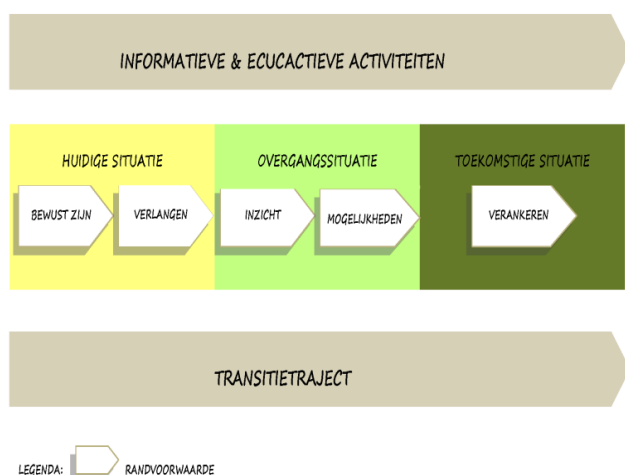 INFORMATIEVE & ECUCACTIEVE ACTIVITEITEN
HUIDIGE SITUATIE
OVERGANGSSITUATIE
TOEKOMSTIGE SITUATIE
BEWUST ZIJN
VERLANGEN
INZICHT
MOGELIJKHEDEN
VERANKEREN
TRANSITIETRAJECT
LEGENDA: RANDVOORWAARDE